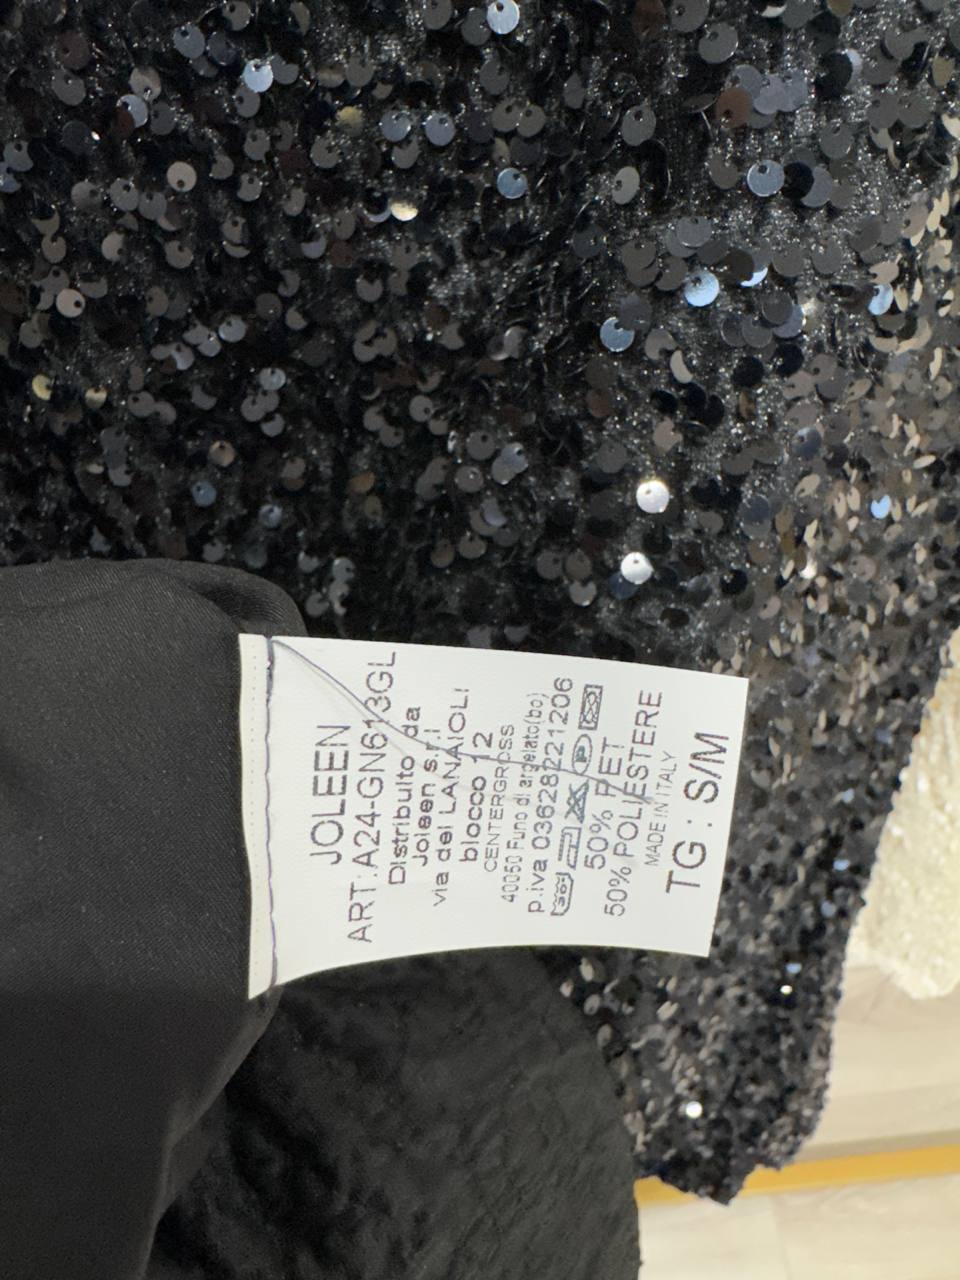 JOLEEN
ART:A24-GN613GL
Distribuito da
Joleen s.r.l
via dei LANAIOLI
blocco 12
CENTERGROSS
40050 Funo di argelato(bo)
p.iva 03628221206
P
50% PET
50% POLIESTERE
MADE IN ITALY
TG : S/M